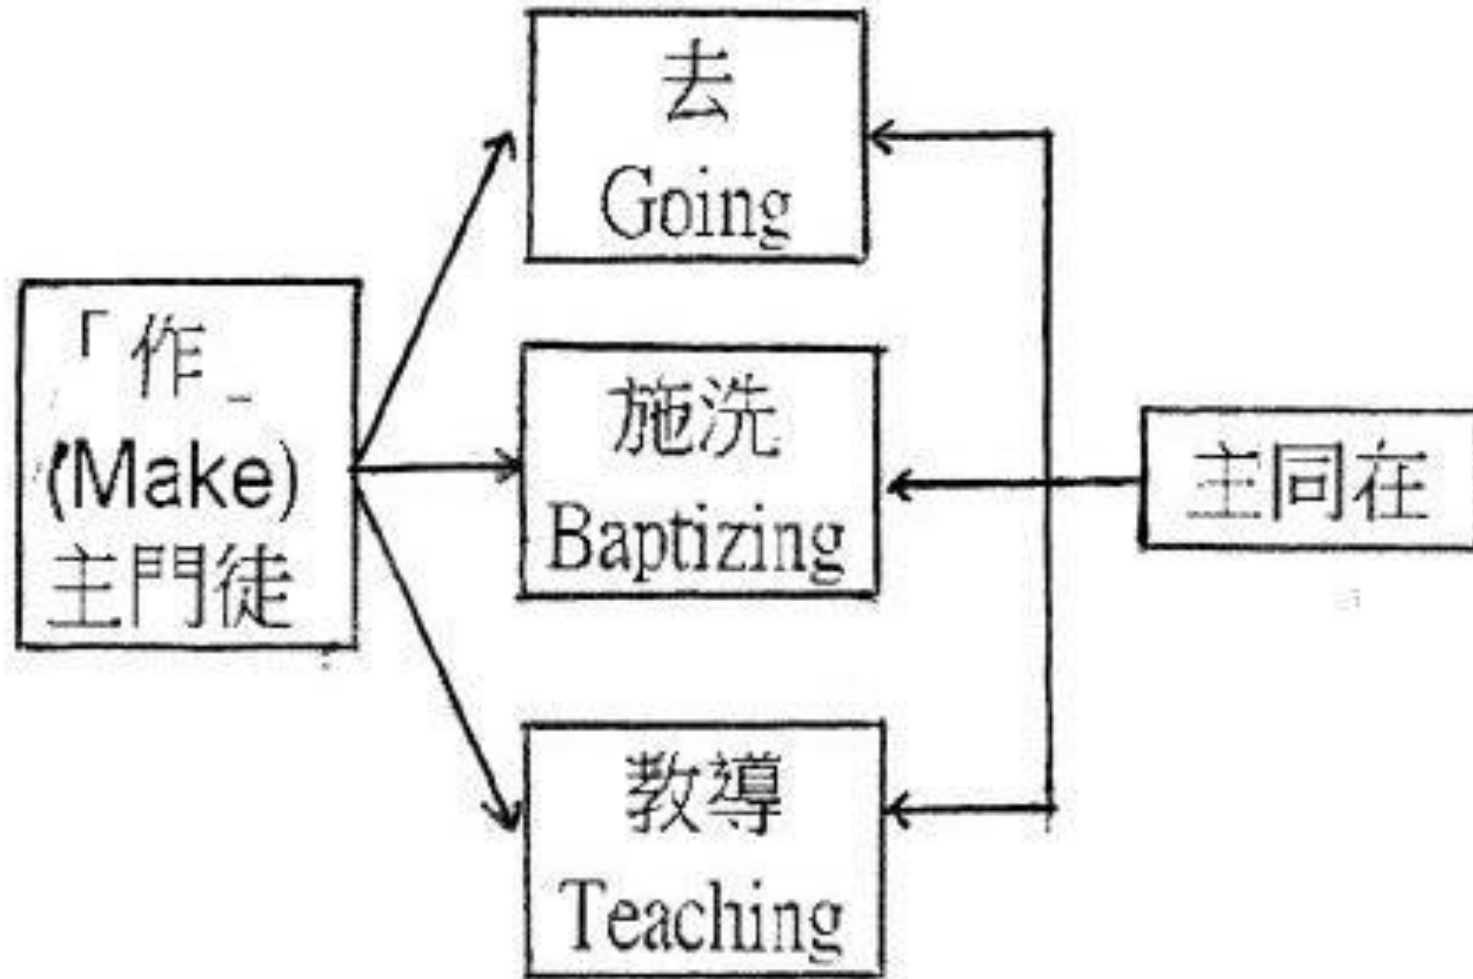 「作」
(Make)
主門徒
去
Going
施洗
Baptizing
教導
Teaching
主同在